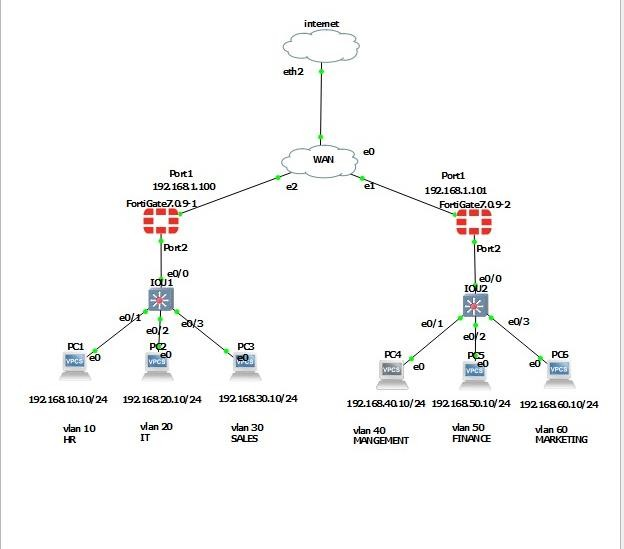 internet
eth2
WAN
e0
e2
e1
Port1
192.168.1.100
FortiGate7.0.9-1
Port2
Port1
192.168.1.101
FortiGate7.0.9-2
Port2
e0/0
IOU1
e0/1
e0/2
e0/3
e0/0
IOU2
e0/1
e0/2
e0/3
PC1
VPCS
e0
PC2
VPCS
e0
PC3
VPCS
e0
PC4
VPCS
e0
PC5
VPCS
e0
PC6
VPCS
e0
192.168.10.10/24
192.168.20.10/24
192.168.30.10/24
192.168.40.10/24
192.168.50.10/24
192.168.60.10/24
vlan 10
HR
vlan 20
IT
vlan 30
SALES
vlan 40
MANGEMENT
vlan 50
FINANCE
vlan 60
MARKETING